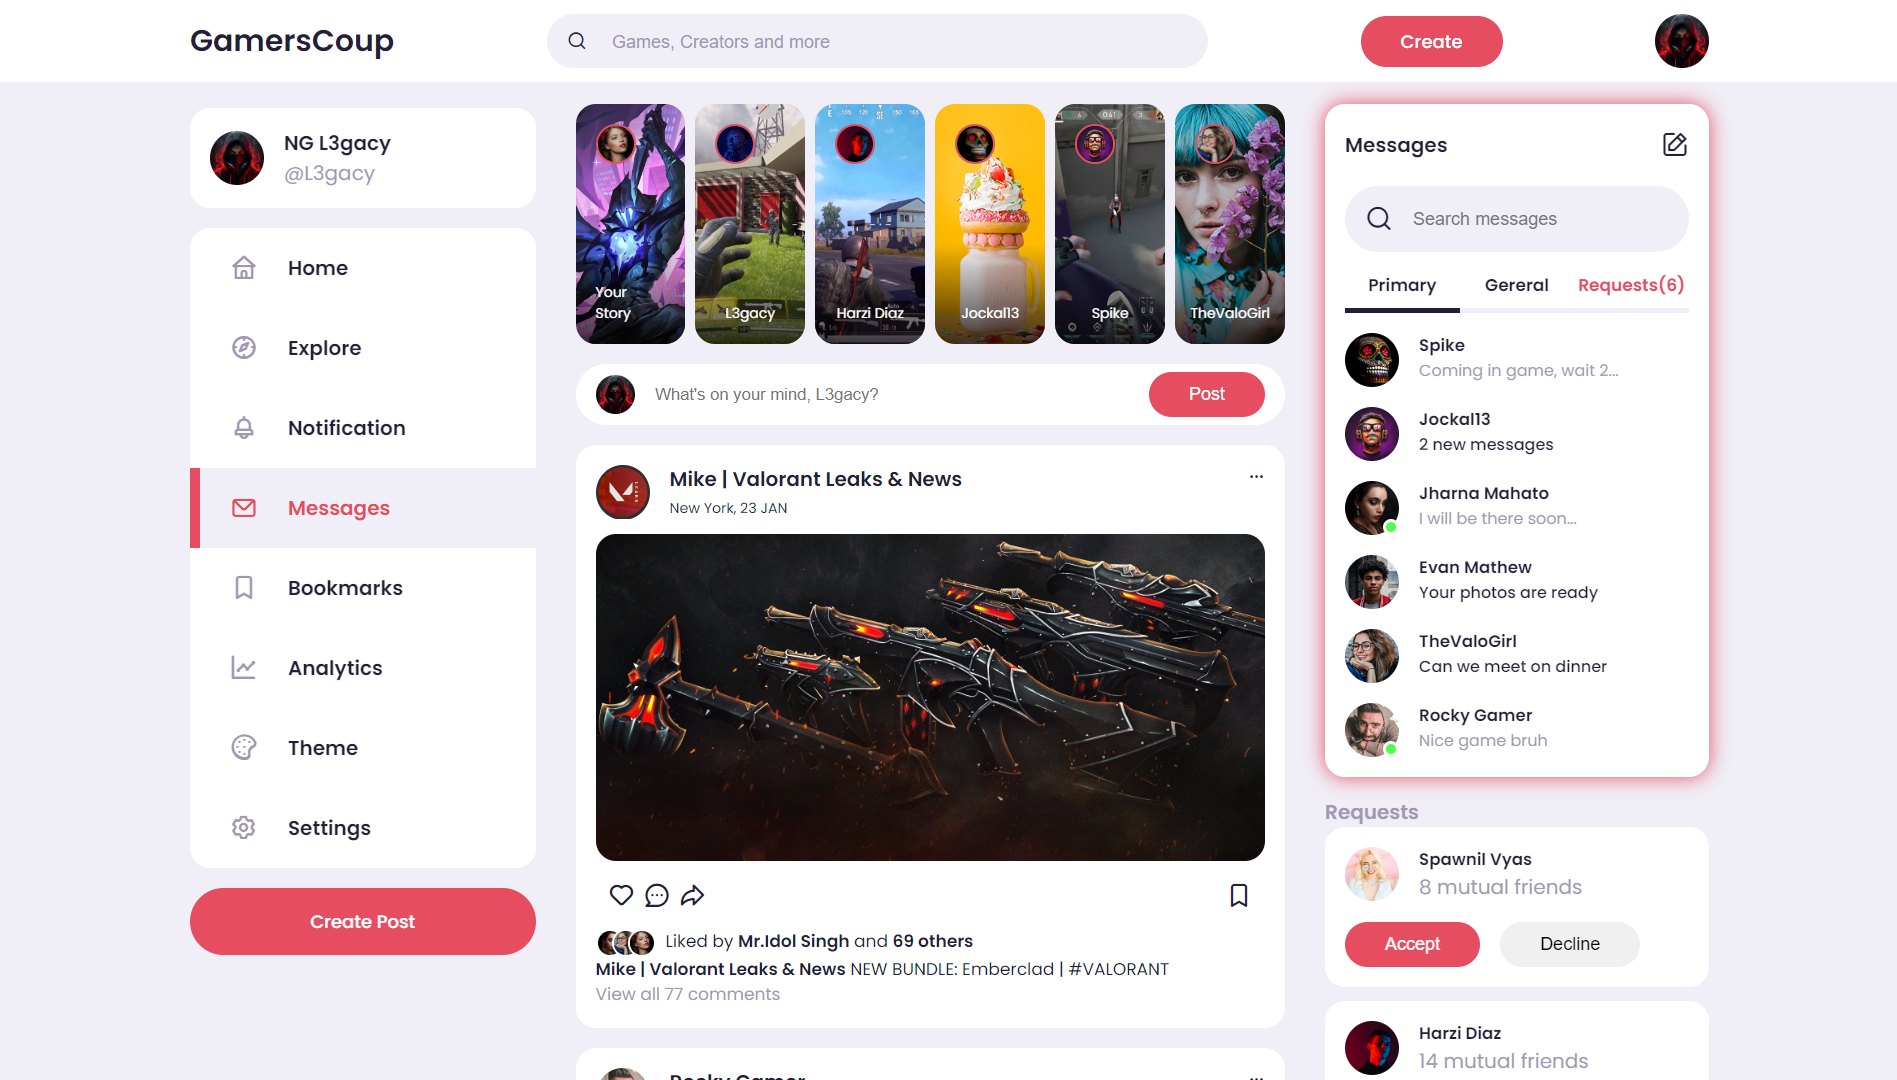 GamersCoup
Games, Creators and more
Create
NG L3gacy
@L3gacy
Home
Explore
Notification
Messages
Bookmarks
Analytics
Theme
Settings
Create Post
Your
Story
L3gacy
Harzi Diaz
Jockal13
Spike
TheValoGirl
What's on your mind, L3gacy?
Post
Mike | Valorant Leaks & News
New York, 23 JAN
Liked by Mr.Idol Singh and 69 others
Mike | Valorant Leaks & News NEW BUNDLE: Emberclad | #VALORANT
View all 77 comments
Messages
Search messages
Primary
Gereral
Requests(6)
Spike
Coming in game, wait 2...
Jockal13
2 new messages
Jharna Mahato
I will be there soon...
Evan Mathew
Your photos are ready
TheValoGirl
Can we meet on dinner
Rocky Gamer
Nice game bruh
Requests
Spawnil Vyas
8 mutual friends
Accept
Decline
Harzi Diaz
14 mutual friends
Rocky Gamer